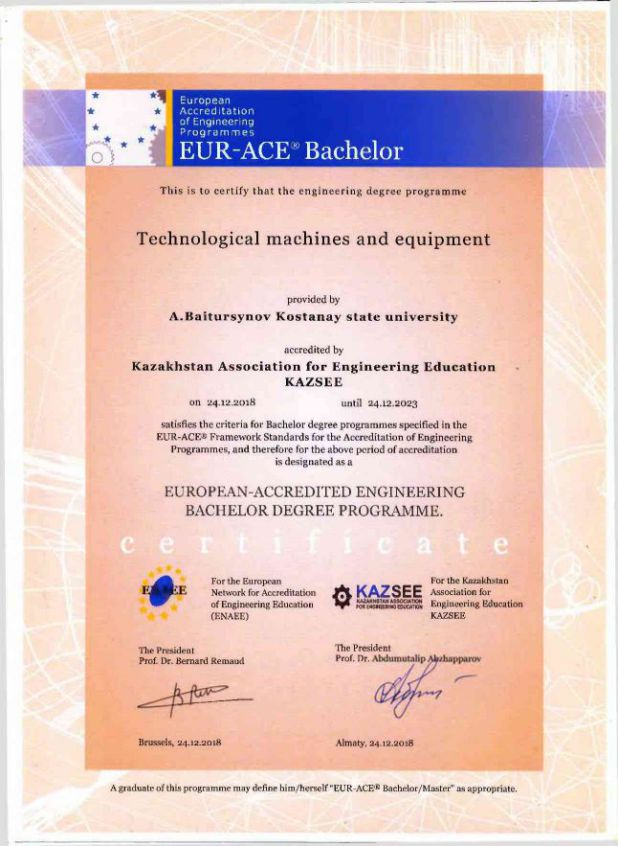 European
Accreditation
of Engineering
Programmes
EUR-ACE® Bachelor
This is to certify that the engineering degree programme
Technological machines and equipment
provided by
A.Baitursynov Kostanay state university
accredited by
Kazakhstan Association for Engineering Education
KAZSEE
on 24.12.2018 until 24.12.2023
satisfies the criteria for Bachelor degree programmes specified in the
EUR-ACE® Framework Standards for the Accreditation of Engineering
Programmes, and therefore for the above period of accreditation
is designated as a
EUROPEAN-ACCREDITED ENGINEERING
BACHELOR DEGREE PROGRAMME.
certificate
ENAEE
For the European
Network for Accreditation
of Engineering Education
(ENAEE)
KAZSEE
KAZAKHSTAN ASSOCIATION
FOR ENGINEERING EDUCATION
For the Kazakhstan
Association for
Engineering Education
KAZSEE
The President
Prof. Dr. Bernard Remaud
The President
Prof. Dr. Abdumutalip Abzhapparov
Brussels, 24.12.2018
Almaty, 24.12.2018
A graduate of this programme may define him/herself "EUR-ACE® Bachelor/Master" as appropriate.